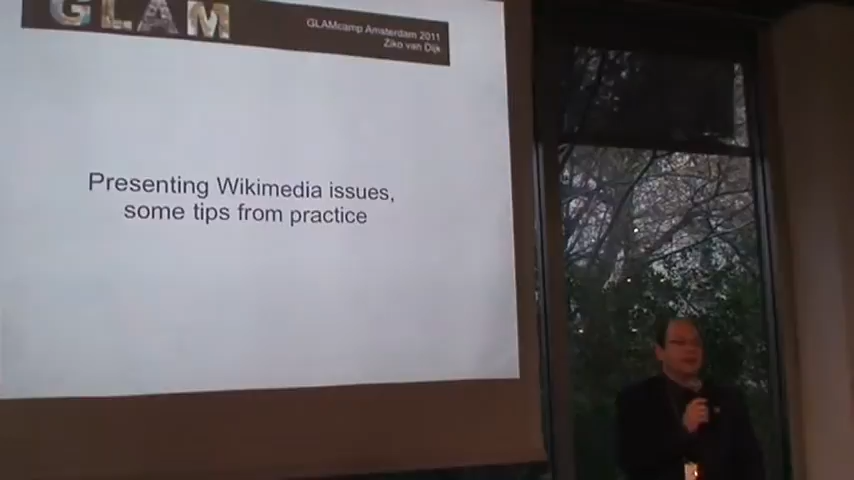 GLAM
GLAMcamp Amsterdam 2011
Ziko van Dijk
Presenting Wikimedia issues,
some tips from practice